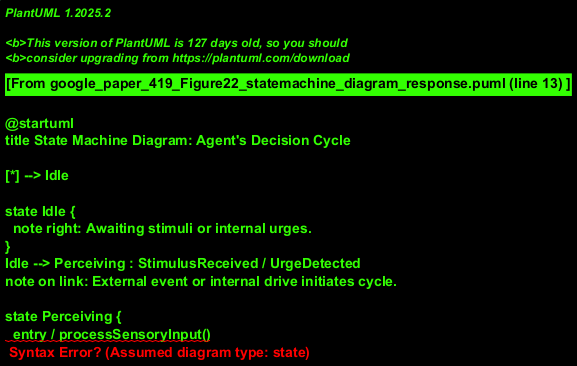 PlantUML 1.2025.2
<b>This version of PlantUML is 127 days old, so you should
<b>consider upgrading from https://plantuml.com/download
[From google_paper_419_Figure22_statemachine_diagram_response.puml (line 13) ]
@startuml
title State Machine Diagram: Agent's Decision Cycle
[*] --> Idle
state Idle {
note right: Awaiting stimuli or internal urges.
}
Idle --> Perceiving : StimulusReceived / UrgeDetected
note on link: External event or internal drive initiates cycle.
state Perceiving {
entry / processSensoryInput()
Syntax Error? (Assumed diagram type: state)